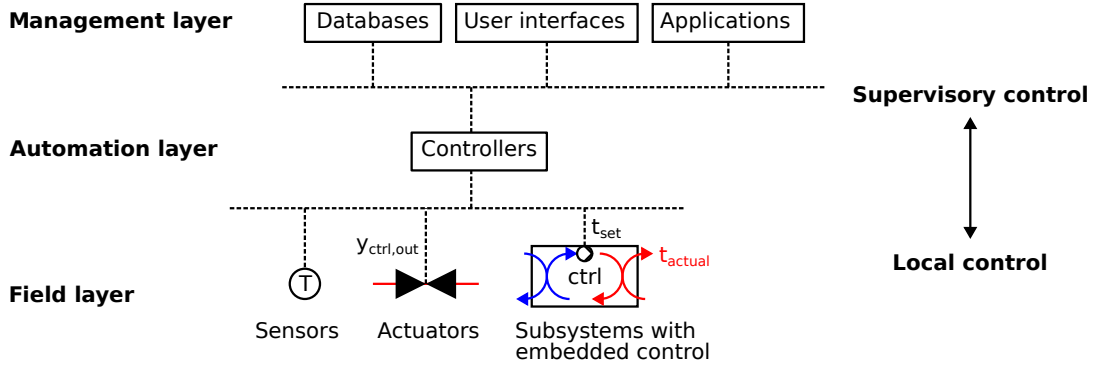 Management layer
Databases
User interfaces
Applications
Supervisory control
Automation layer
Controllers
y_ctrl,out
t_set
t_actual
T
ctrl
Local control
Field layer
Sensors
Actuators
Subsystems with
embedded control